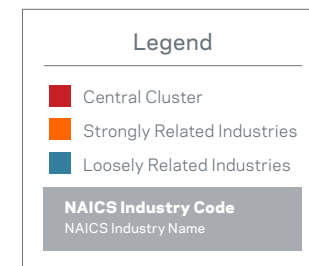 Legend
Central Cluster
Strongly Related Industries
Loosely Related Industries
NAICS Industry Code
NAICS Industry Name